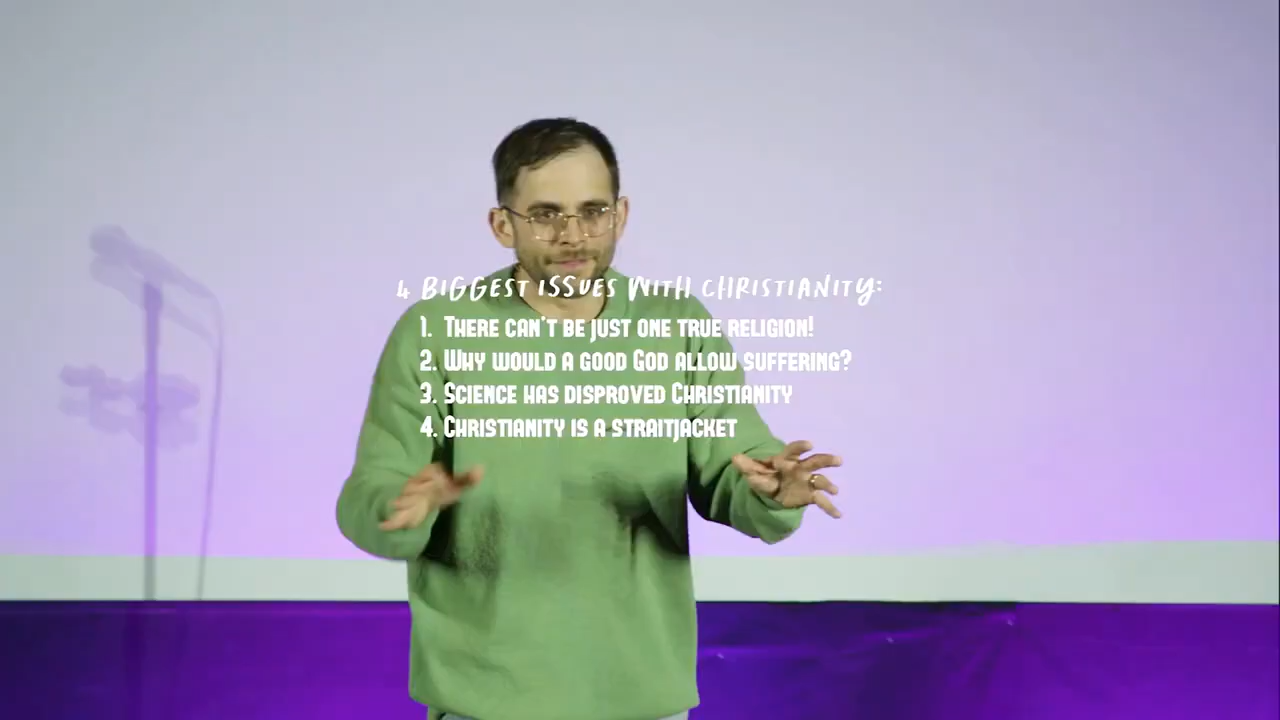 4 BIGGEST ISSUES WITH CHRISTIANITY:
1. THERE CAN'T BE JUST ONE TRUE RELIGION!
2. WHY WOULD A GOOD GOD ALLOW SUFFERING?
3. SCIENCE HAS DISPROVED CHRISTIANITY
4. CHRISTIANITY IS A STRAITJACKET